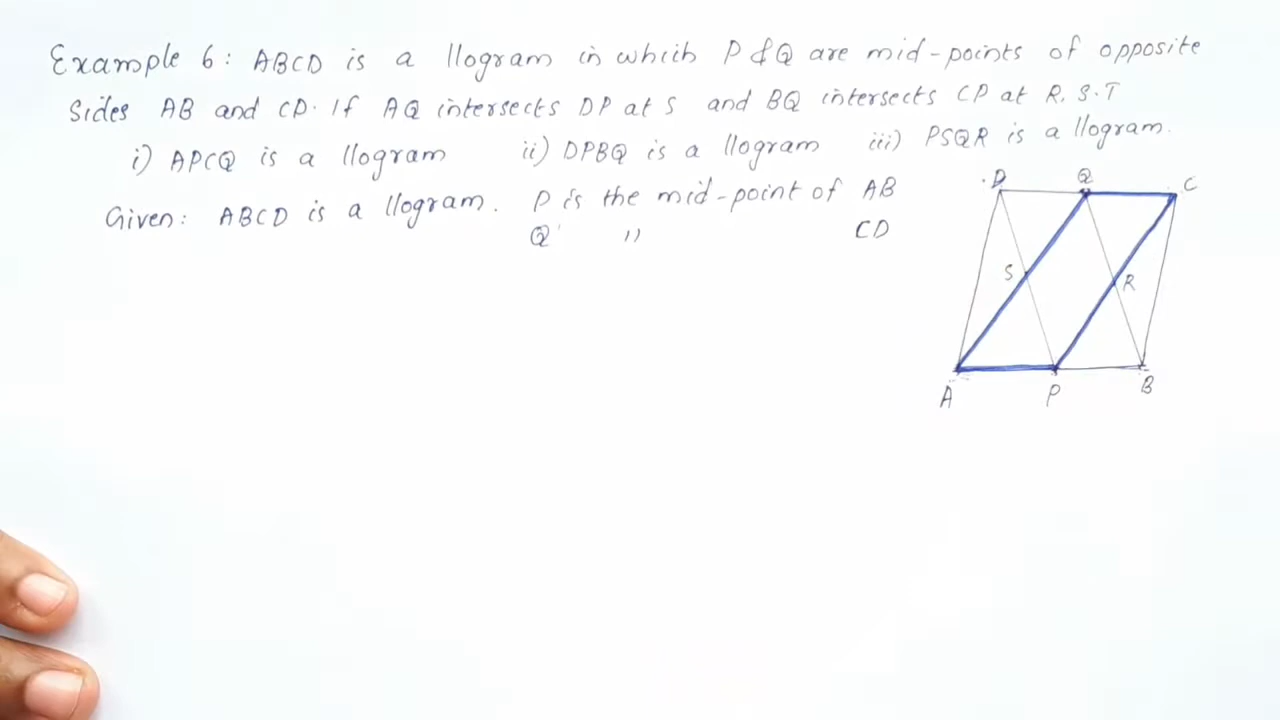 Example 6: ABCD is a llogram in which P & Q are mid-points of opposite
sides AB and CD. If AQ intersects DP at S and BQ intersects CP at R, S.T
i) APCQ is a llogram ii) DPBQ is a llogram iii) PSQR is a llogram.
Given: ABCD is a llogram. P is the mid-point of AB
Q " CD
D Q C
S R
A P B